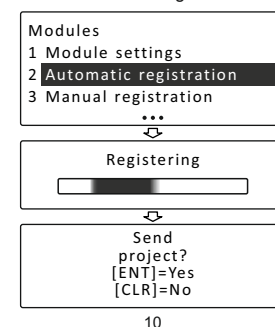 Modules
1 Module settings
2 Automatic registration
3 Manual registration
...
Registering
Send
project?
[ENT]=Yes
[CLR]=No
10